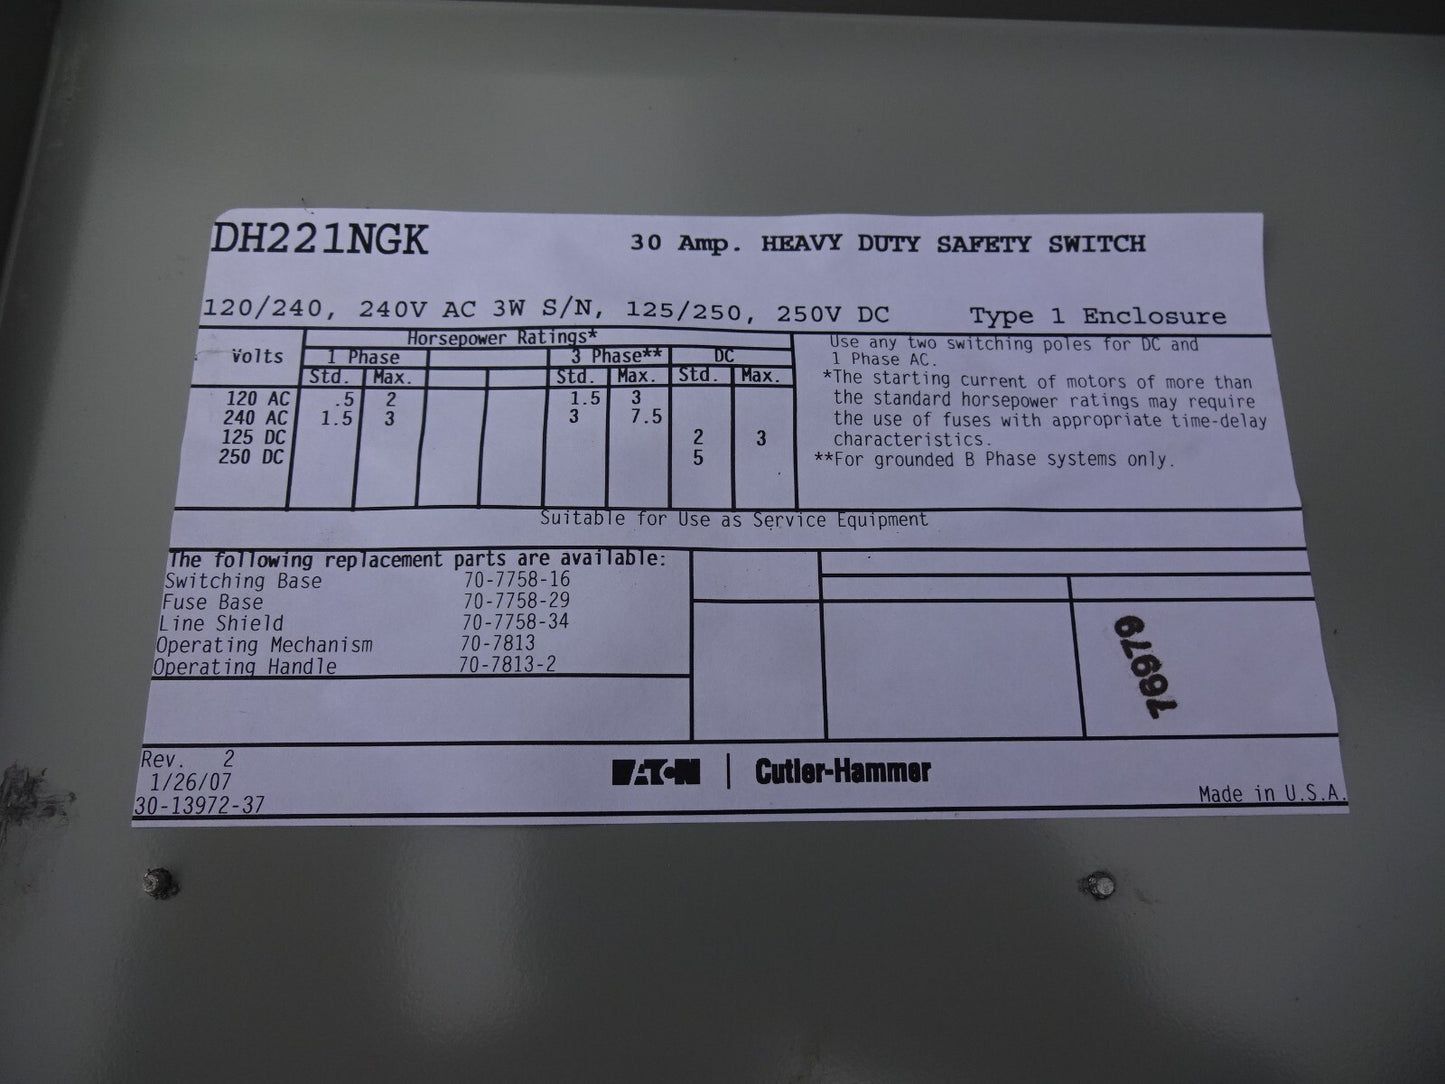 DH221NGK 30 Amp. HEAVY DUTY SAFETY SWITCH
120/240, 240V AC 3W S/N, 125/250, 250V DC Type 1 Enclosure
Volts Horsepower Ratings*
1 Phase 3 Phase** DC
Std. Max. Std. Max. Std. Max.
120 AC .5 2 1.5 3
240 AC 1.5 3 3 7.5
125 DC 2 3
250 DC 5
Use any two switching poles for DC and
1 Phase AC.
*The starting current of motors of more than
the standard horsepower ratings may require
the use of fuses with appropriate time-delay
characteristics.
**For grounded B Phase systems only.
Suitable for Use as Service Equipment
The following replacement parts are available:
Switching Base 70-7758-16
Fuse Base 70-7758-29
Line Shield 70-7758-34
Operating Mechanism 70-7813
Operating Handle 70-7813-2
76979
Rev. 2
1/26/07
30-13972-37
EATON | Cutler-Hammer
Made in U.S.A.